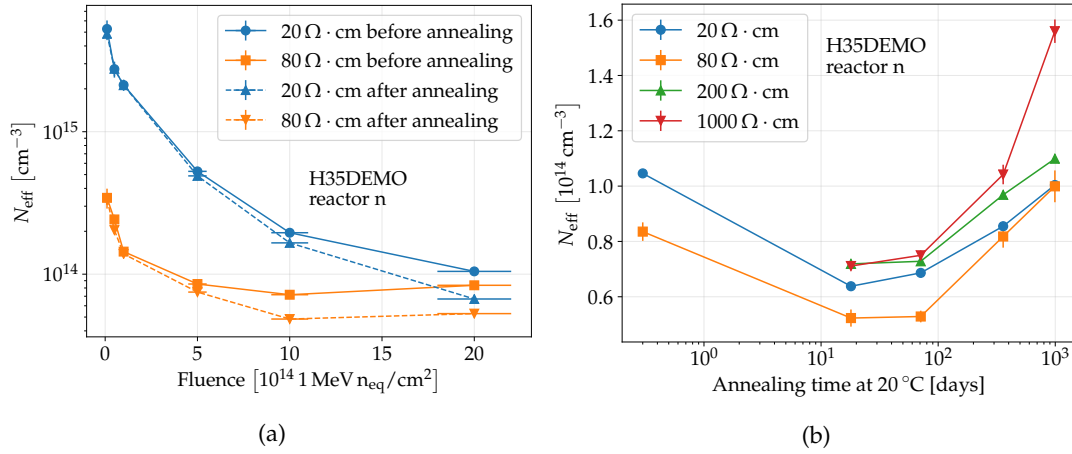 20 Ω · cm before annealing
80 Ω · cm before annealing
20 Ω · cm after annealing
80 Ω · cm after annealing
H35DEMO
reactor n
N_eff [cm^−3]
10^15
10^14
0 5 10 15 20
Fluence [10^14 1 MeV n_eq/cm^2]
(a)
20 Ω · cm
80 Ω · cm
200 Ω · cm
1000 Ω · cm
H35DEMO
reactor n
N_eff [10^14 cm^−3]
1.6
1.4
1.2
1.0
0.8
0.6
10^0 10^1 10^2 10^3
Annealing time at 20 °C [days]
(b)